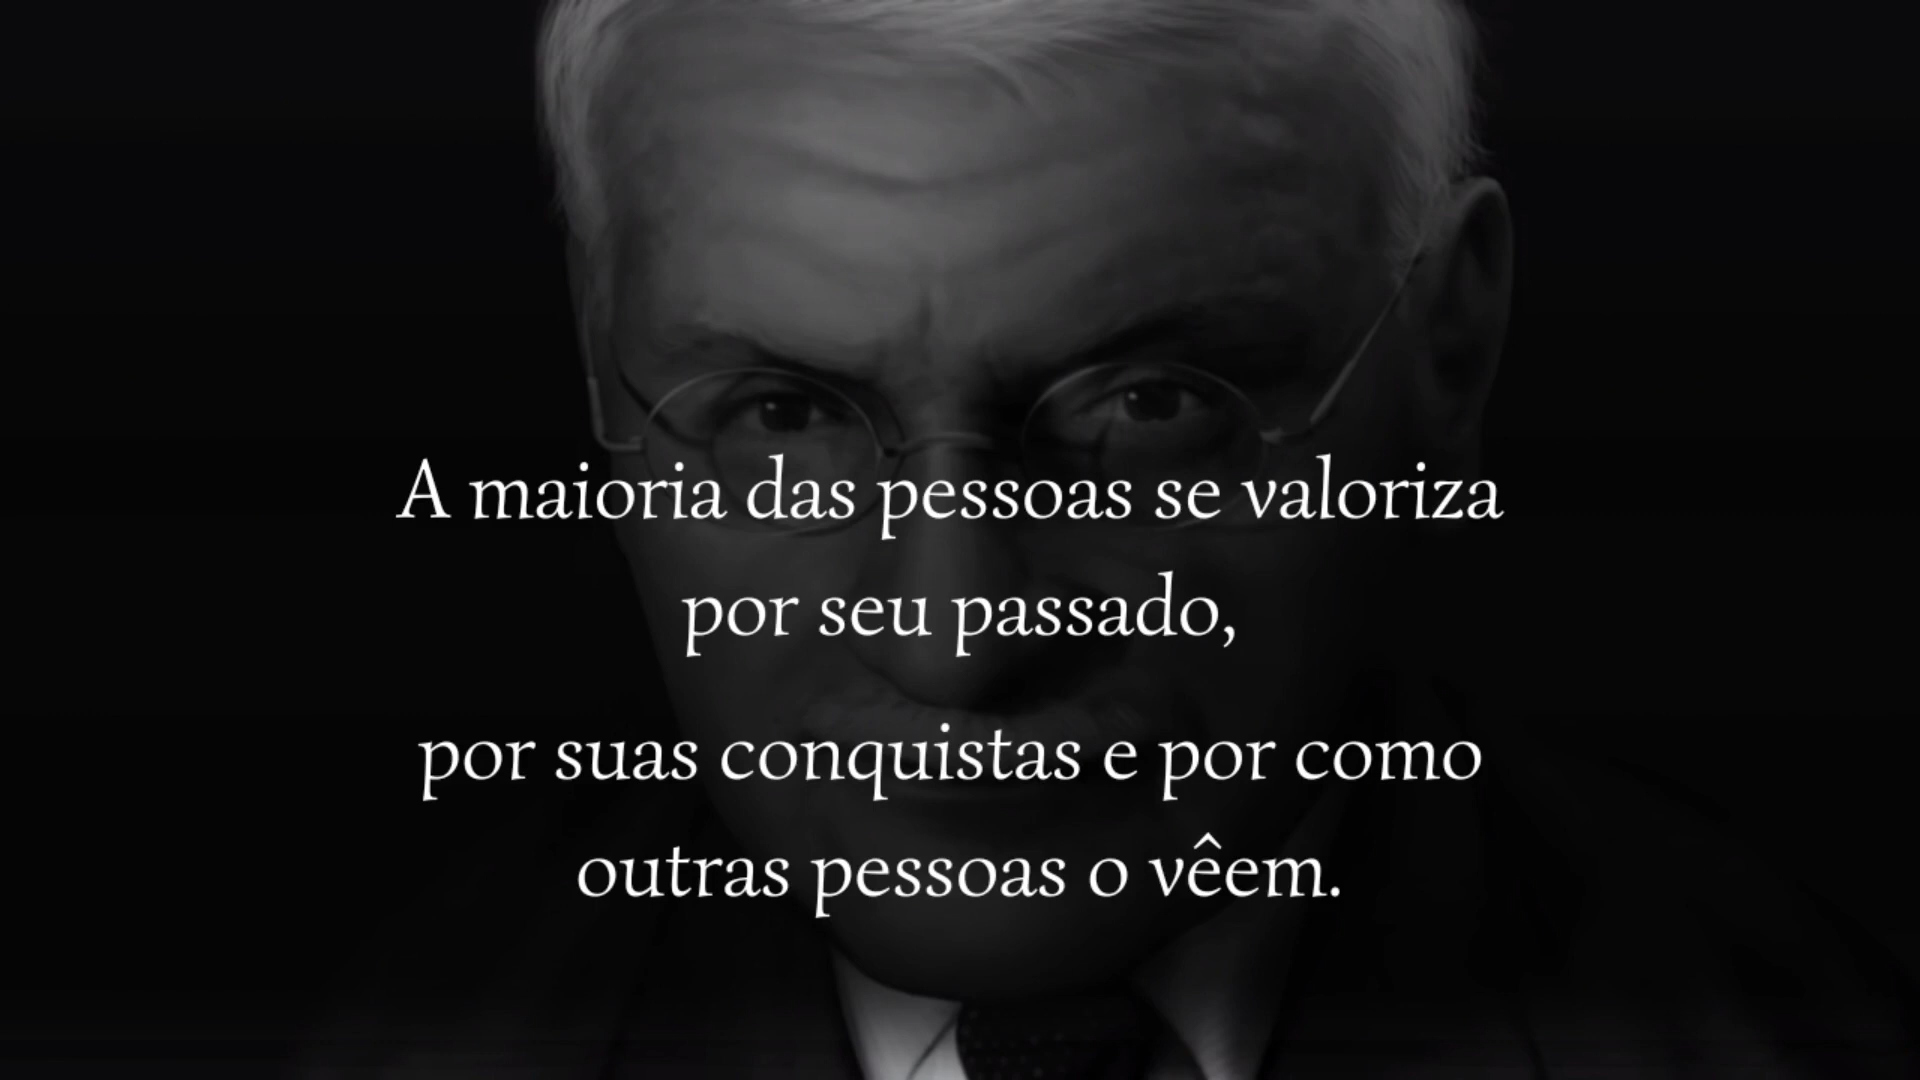 A maioria das pessoas se valoriza
por seu passado,
por suas conquistas e por como
outras pessoas o vêem.